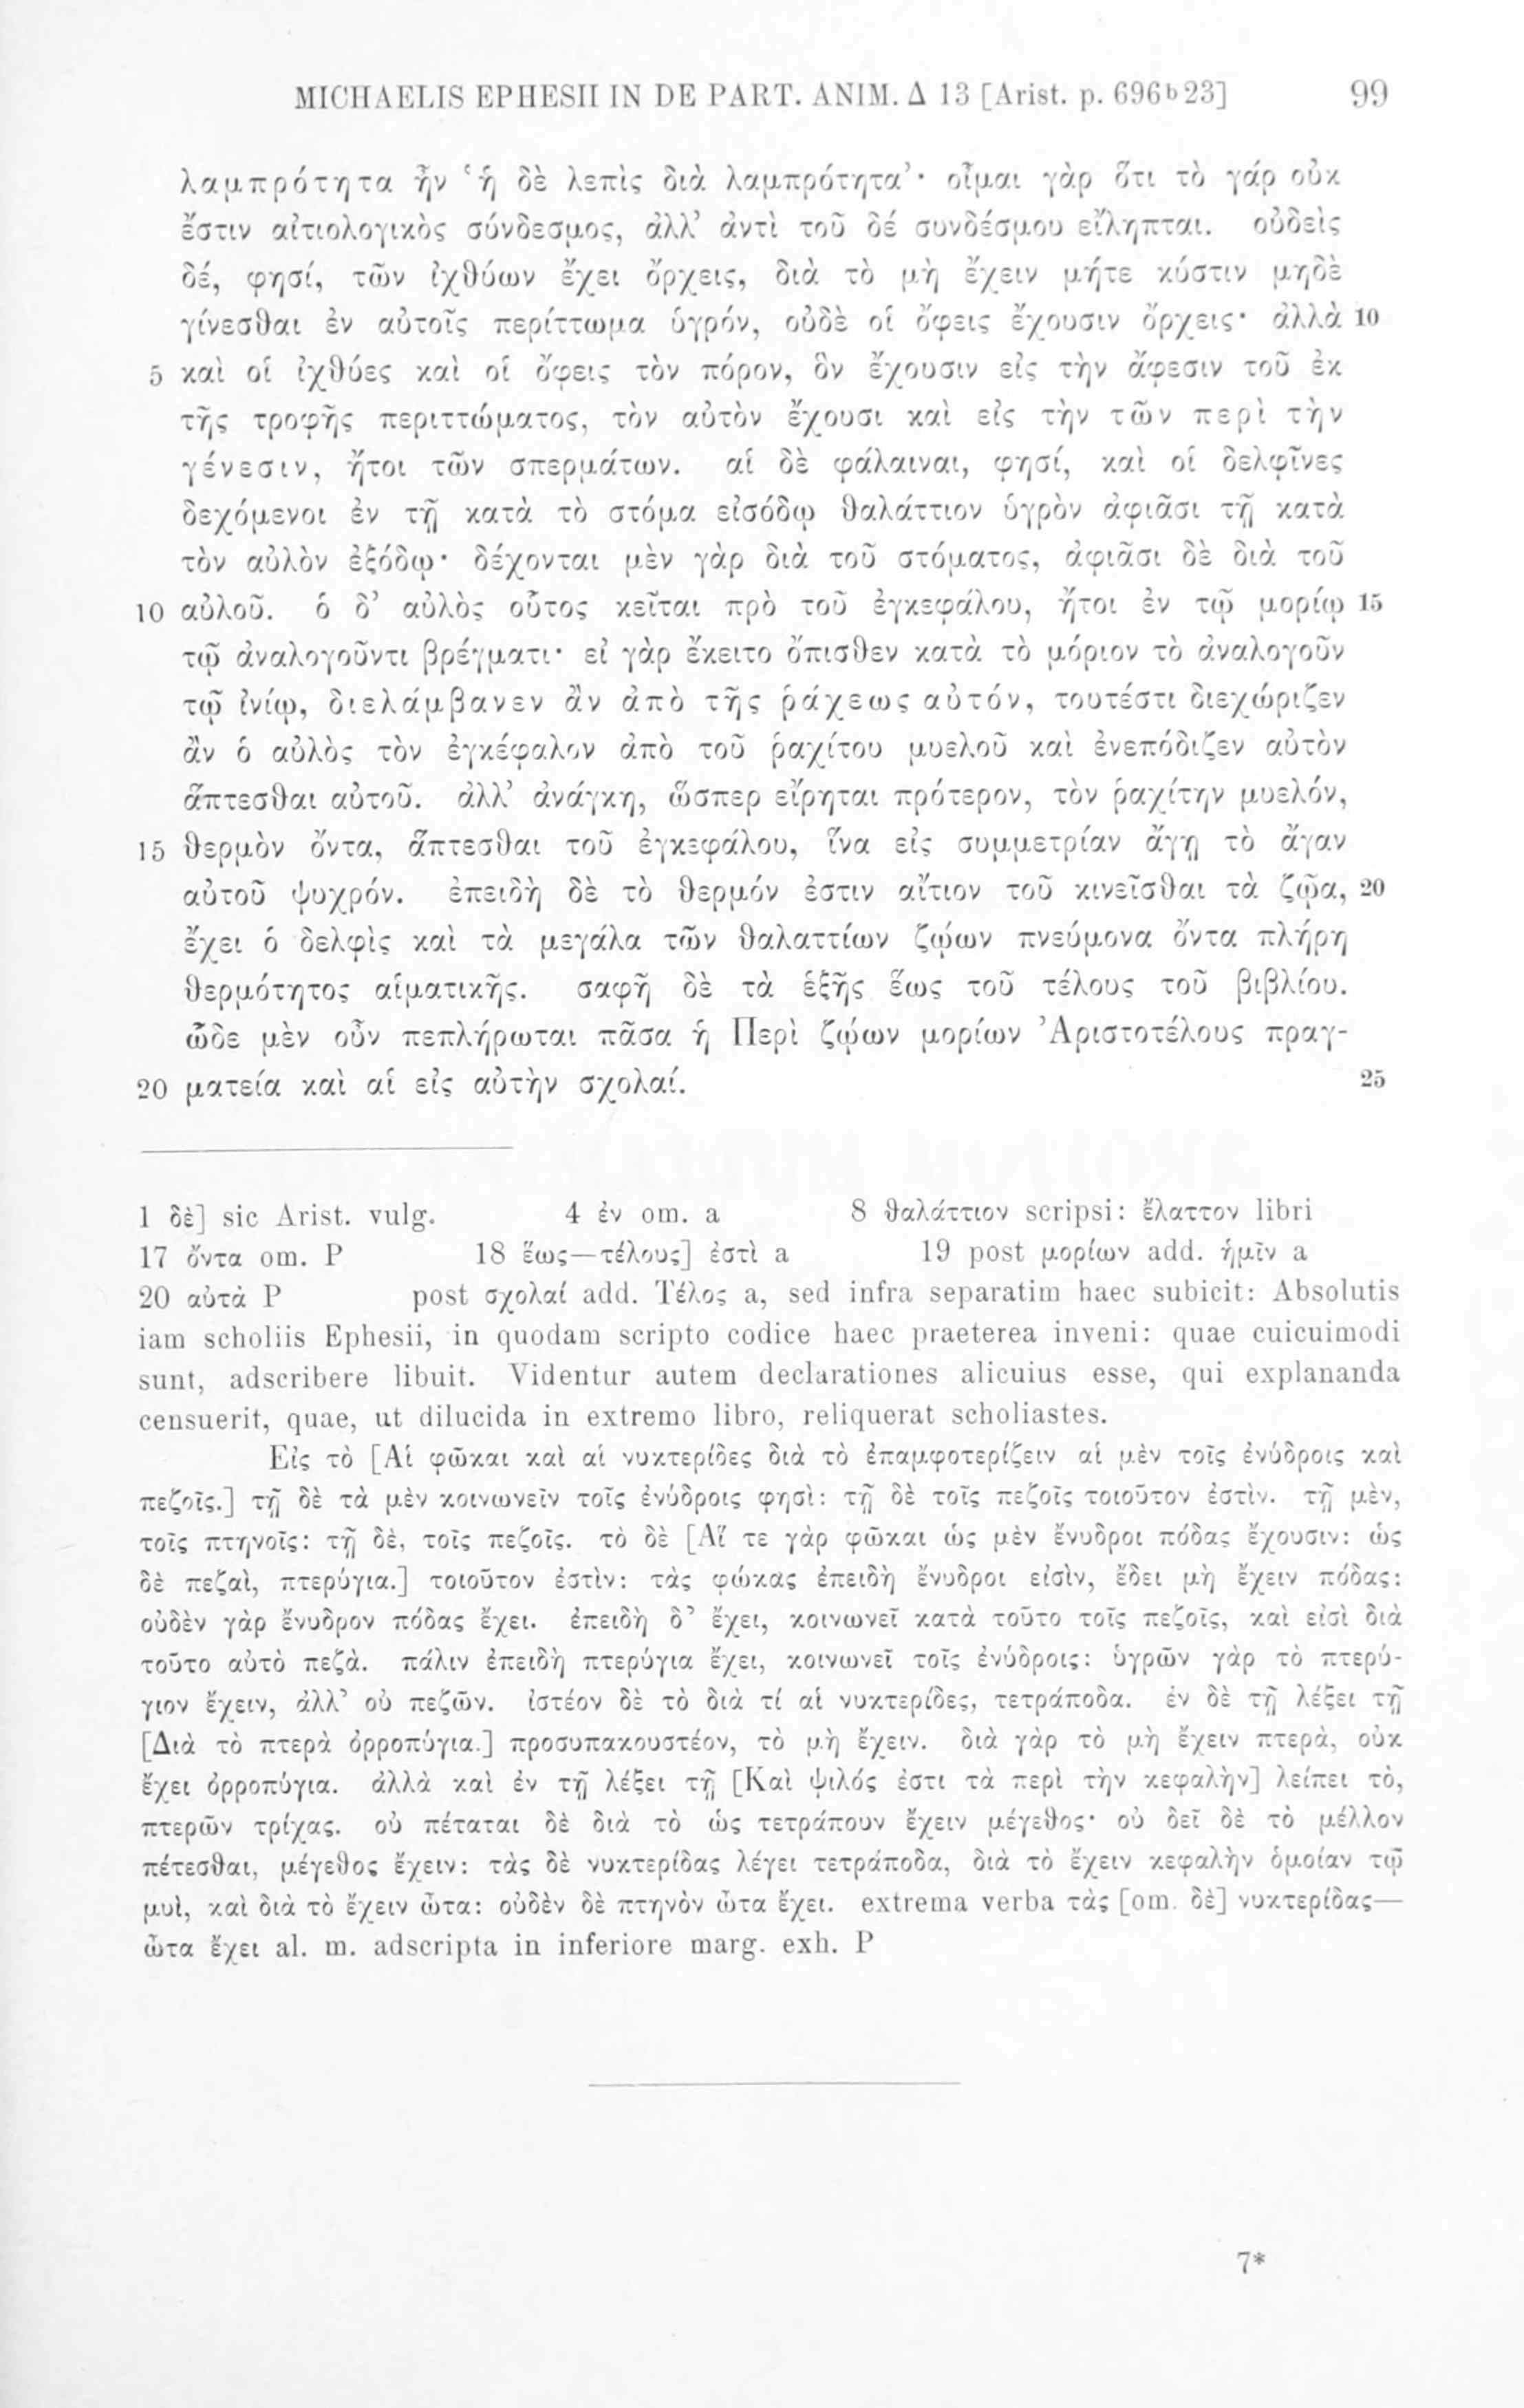 MICHAELIS EPHESII IN DE PART. ANIM. Δ 13 [Arist. p. 696ᵇ23] 99
λαμπρότητα ἦν ‘ἡ δὲ λεπὶς διὰ λαμπρότητα’· οἶμαι γὰρ ὅτι τὸ γάρ οὐκ
ἔστιν αἰτιολογικὸς σύνδεσμος, ἀλλ’ ἀντὶ τοῦ δέ συνδέσμου εἴληπται. οὐδεὶς
δέ, φησί, τῶν ἰχθύων ἔχει ὄρχεις, διὰ τὸ μὴ ἔχειν μήτε κύστιν μηδὲ
γίνεσθαι ἐν αὐτοῖς περίττωμα ὑγρόν, οὐδὲ οἱ ὄφεις ἔχουσιν ὄρχεις· ἀλλὰ 10
5 καὶ οἱ ἰχθύες καὶ οἱ ὄφεις τὸν πόρον, ὃν ἔχουσιν εἰς τὴν ἄφεσιν τοῦ ἐκ
τῆς τροφῆς περιττώματος, τὸν αὐτὸν ἔχουσι καὶ εἰς τὴν τῶν περὶ τὴν
γένεσιν, ἤτοι τῶν σπερμάτων. αἱ δὲ φάλαιναι, φησί, καὶ οἱ δελφῖνες
δεχόμενοι ἐν τῇ κατὰ τὸ στόμα εἰσόδῳ θαλάττιον ὑγρὸν ἀφιᾶσι τῇ κατὰ
τὸν αὐλὸν ἐξόδῳ· δέχονται μὲν γὰρ διὰ τοῦ στόματος, ἀφιᾶσι δὲ διὰ τοῦ
10 αὐλοῦ. ὁ δ’ αὐλὸς οὗτος κεῖται πρὸ τοῦ ἐγκεφάλου, ἤτοι ἐν τῷ μορίῳ 15
τῷ ἀναλογοῦντι βρέγματι· εἰ γὰρ ἔκειτο ὄπισθεν κατὰ τὸ μόριον τὸ ἀναλογοῦν
τῷ ἰνίῳ, διελάμβανεν ἂν ἀπὸ τῆς ῥάχεως αὐτόν, τουτέστι διεχώριζεν
ἂν ὁ αὐλὸς τὸν ἐγκέφαλον ἀπὸ τοῦ ῥαχίτου μυελοῦ καὶ ἐνεπόδιζεν αὐτὸν
ἅπτεσθαι αὐτοῦ. ἀλλ’ ἀνάγκη, ὥσπερ εἴρηται πρότερον, τὸν ῥαχίτην μυελόν,
15 θερμὸν ὄντα, ἅπτεσθαι τοῦ ἐγκεφάλου, ἵνα εἰς συμμετρίαν ἄγῃ τὸ ἄγαν
αὐτοῦ ψυχρόν. ἐπειδὴ δὲ τὸ θερμόν ἐστιν αἴτιον τοῦ κινεῖσθαι τὰ ζῷα, 20
ἔχει ὁ δελφὶς καὶ τὰ μεγάλα τῶν θαλαττίων ζῴων πνεύμονα ὄντα πλήρη
θερμότητος αἱματικῆς. σαφῆ δὲ τὰ ἑξῆς ἕως τοῦ τέλους τοῦ βιβλίου.
ὧδε μὲν οὖν πεπλήρωται πᾶσα ἡ Περὶ ζῴων μορίων Ἀριστοτέλους πραγ-
20 ματεία καὶ αἱ εἰς αὐτὴν σχολαί. 25
1 δὲ] sic Arist. vulg. 4 ἐν om. a 8 θαλάττιον scripsi: ἔλαττον libri
17 ὄντα om. P 18 ἕως—τέλους] ἐστὶ a 19 post μορίων add. ἡμῖν a
20 αὐτὰ P post σχολαί add. Τέλος a, sed infra separatim haec subicit: Absolutis
iam scholiis Ephesii, in quodam scripto codice haec praeterea inveni: quae cuicuimodi
sunt, adscribere libuit. Videntur autem declarationes alicuius esse, qui explananda
censuerit, quae, ut dilucida in extremo libro, reliquerat scholiastes.
Εἰς τὸ [Αἱ φῶκαι καὶ αἱ νυκτερίδες διὰ τὸ ἐπαμφοτερίζειν αἱ μὲν τοῖς ἐνύδροις καὶ
πεζοῖς.] τῇ δὲ τὰ μὲν κοινωνεῖν τοῖς ἐνύδροις φησὶ: τῇ δὲ τοῖς πεζοῖς τοιοῦτον ἐστὶν. τῇ μὲν,
τοῖς πτηνοῖς: τῇ δὲ, τοῖς πεζοῖς. τὸ δὲ [Αἵ τε γὰρ φῶκαι ὡς μὲν ἔνυδροι πόδας ἔχουσιν: ὡς
δὲ πεζαὶ, πτερύγια.] τοιοῦτον ἐστὶν: τὰς φώκας ἐπειδὴ ἔνυδροι εἰσὶν, ἔδει μὴ ἔχειν πόδας:
οὐδὲν γὰρ ἔνυδρον πόδας ἔχει. ἐπειδὴ δ’ ἔχει, κοινωνεῖ κατὰ τοῦτο τοῖς πεζοῖς, καὶ εἰσὶ διὰ
τοῦτο αὐτὸ πεζὰ. πάλιν ἐπειδὴ πτερύγια ἔχει, κοινωνεῖ τοῖς ἐνύδροις: ὑγρῶν γὰρ τὸ πτερύ-
γιον ἔχειν, ἀλλ’ οὐ πεζῶν. ἰστέον δὲ τὸ διὰ τί αἱ νυκτερίδες, τετράποδα. ἐν δὲ τῇ λέξει τῇ
[Διὰ τὸ πτερὰ ὀρροπύγια.] προσυπακουστέον, τὸ μὴ ἔχειν. διὰ γὰρ τὸ μὴ ἔχειν πτερὰ, οὐκ
ἔχει ὀρροπύγια. ἀλλὰ καὶ ἐν τῇ λέξει τῇ [Καὶ ψιλός ἐστι τὰ περὶ τὴν κεφαλὴν] λείπει τὸ,
πτερῶν τρίχας. οὐ πέταται δὲ διὰ τὸ ὡς τετράπουν ἔχειν μέγεθος· οὐ δεῖ δὲ τὸ μέλλον
πέτεσθαι, μέγεθος ἔχειν: τὰς δὲ νυκτερίδας λέγει τετράποδα, διὰ τὸ ἔχειν κεφαλὴν ὁμοίαν τῷ
μυὶ, καὶ διὰ τὸ ἔχειν ὦτα: οὐδὲν δὲ πτηνὸν ὦτα ἔχει. extrema verba τὰς [om. δὲ] νυκτερίδας—
ὦτα ἔχει al. m. adscripta in inferiore marg. exh. P
7*